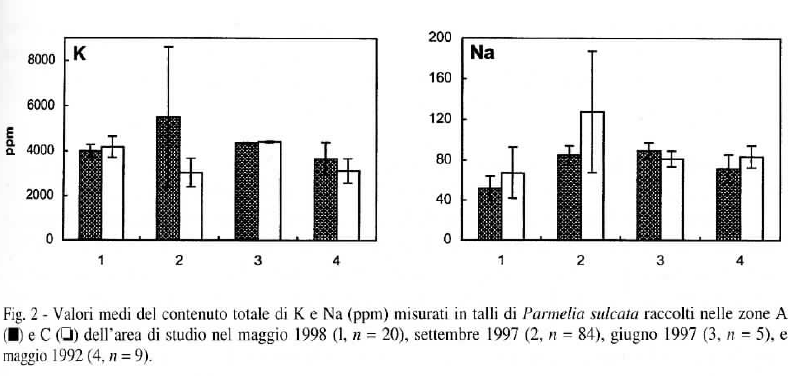 K
Na
8000
6000
4000
2000
0
ppm
1 2 3 4
200
160
120
80
40
0
1 2 3 4
Fig. 2 - Valori medi del contenuto totale di K e Na (ppm) misurati in talli di Parmelia sulcata raccolti nelle zone A
(■) e C (❏) dell'area di studio nel maggio 1998 (1, n = 20), settembre 1997 (2, n = 84), giugno 1997 (3, n = 5), e
maggio 1992 (4, n = 9).